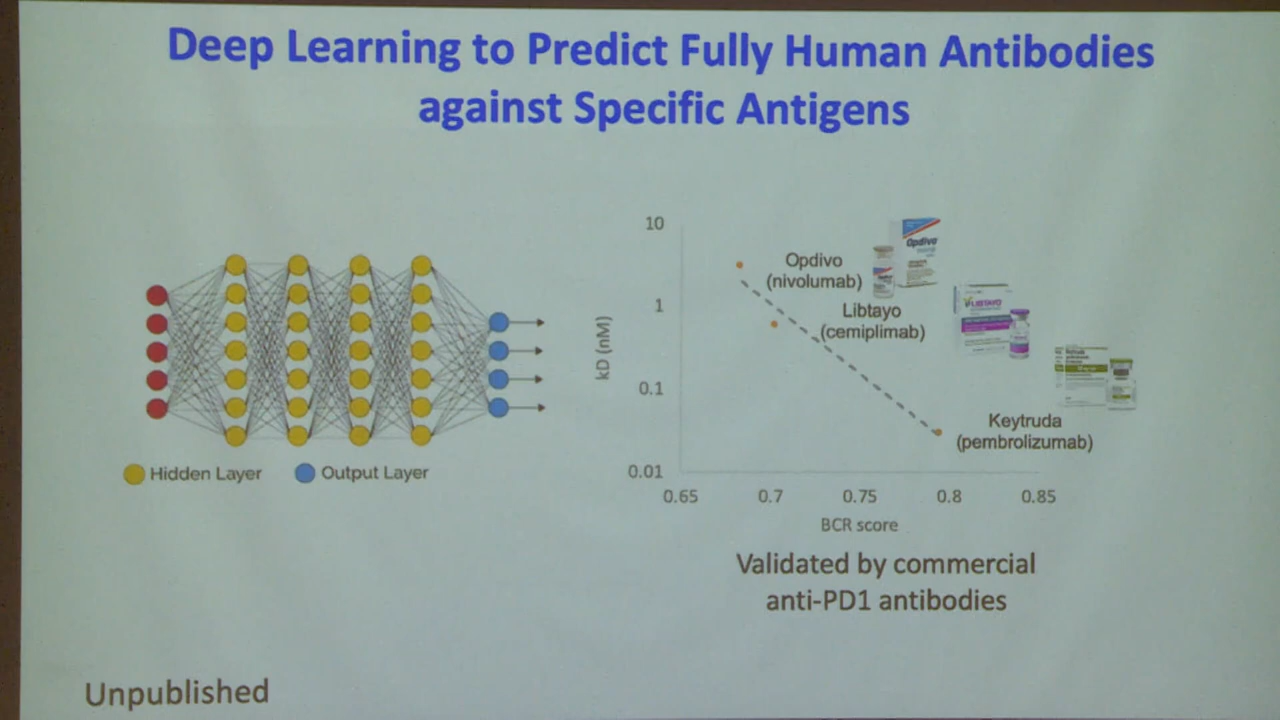 Deep Learning to Predict Fully Human Antibodies
against Specific Antigens
Hidden Layer
Output Layer
10
1
0.1
0.01
kD (nM)
0.65
0.7
0.75
0.8
0.85
BCR score
Opdivo
(nivolumab)
Opdivo
Libtayo
(cemiplimab)
LIBTAYO
Keytruda
(pembrolizumab)
Validated by commercial
anti-PD1 antibodies
Unpublished